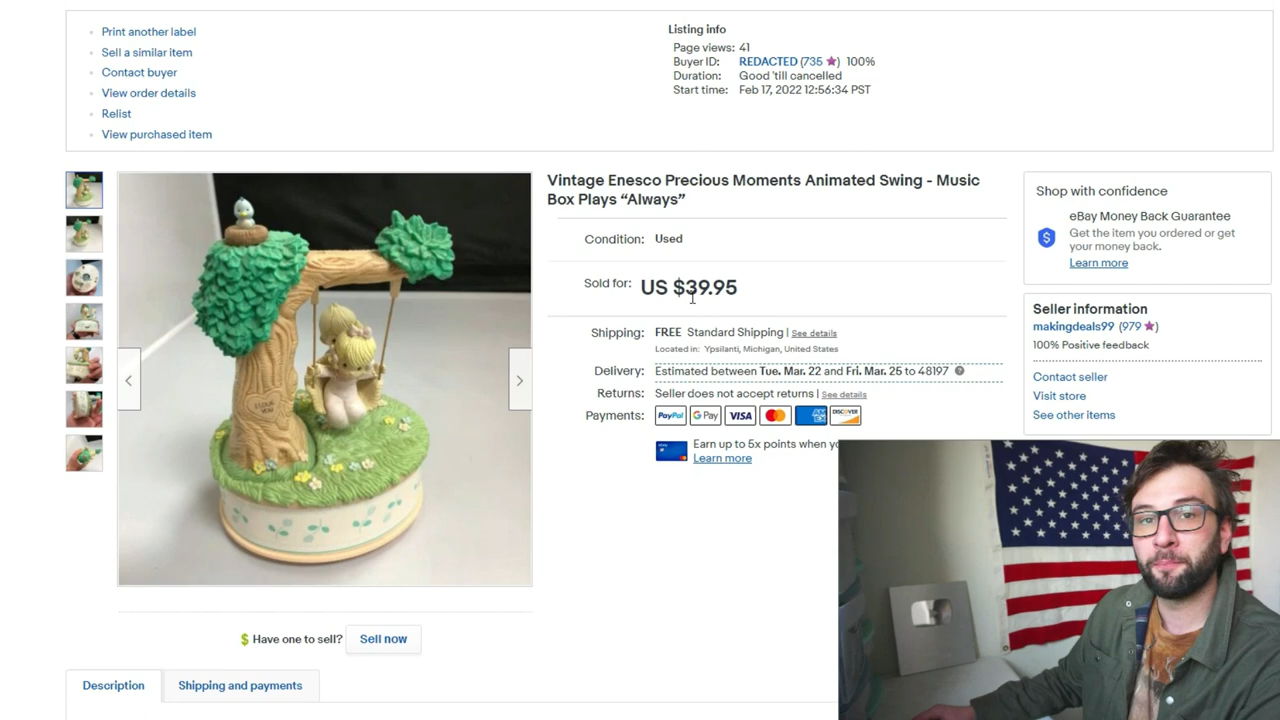 Print another label
Sell a similar item
Contact buyer
View order details
Relist
View purchased item
Listing info
Page views: 41
Buyer ID: REDACTED (735 ★) 100%
Duration: Good 'till cancelled
Start time: Feb 17, 2022 12:56:34 PST
Vintage Enesco Precious Moments Animated Swing - Music
Box Plays “Always”
Condition: Used
Sold for: US $39.95
Shipping: FREE Standard Shipping | See details
Located in: Ypsilanti, Michigan, United States
Delivery: Estimated between Tue. Mar. 22 and Fri. Mar. 25 to 48197
Returns: Seller does not accept returns | See details
Payments: PayPal G Pay VISA DISCOVER
Earn up to 5x points when
Learn more
Shop with confidence
eBay Money Back Guarantee
Get the item you ordered or get
your money back.
Learn more
Seller information
makingdeals99 (979 ★)
100% Positive feedback
Contact seller
Visit store
See other items
I LOVE
YOU
$ Have one to sell? Sell now
Description
Shipping and payments